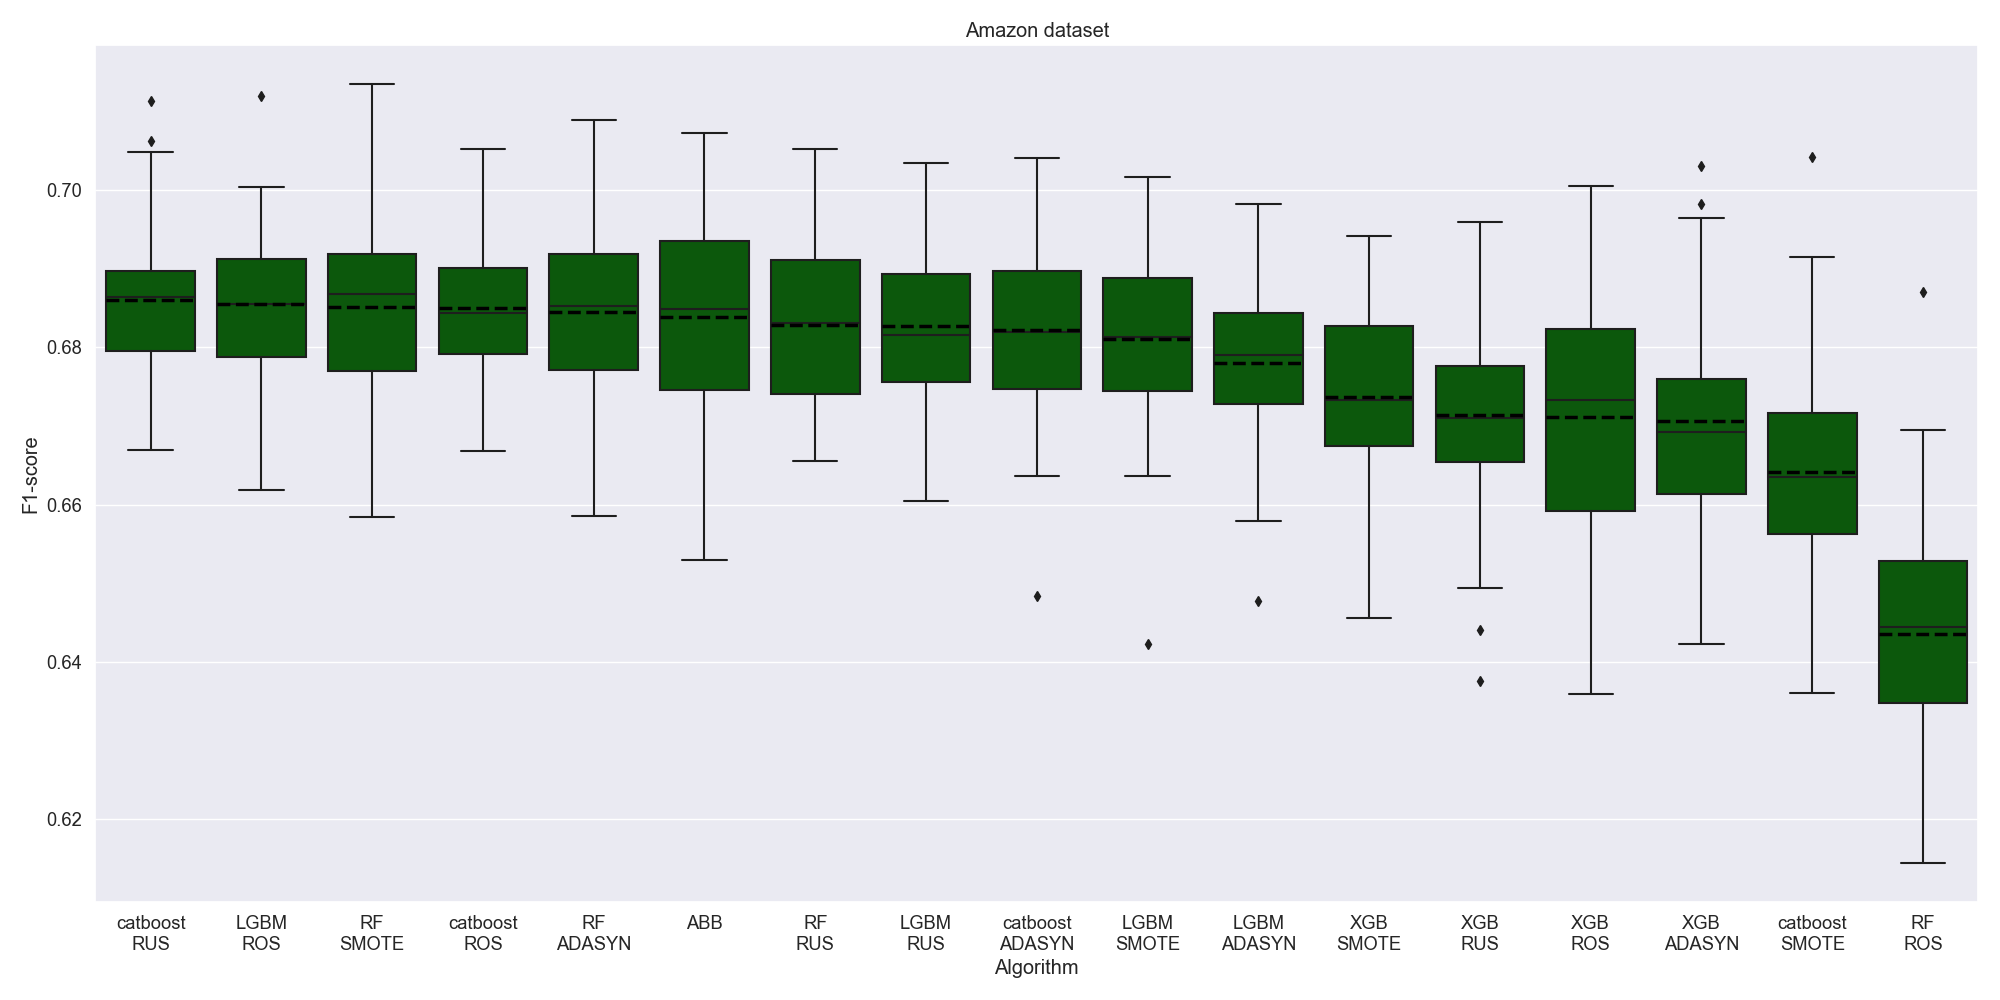 Amazon dataset
F1-score
0.70
0.68
0.66
0.64
0.62
catboost RUS
LGBM ROS
RF SMOTE
catboost ROS
RF ADASYN
ABB
RF RUS
LGBM RUS
catboost ADASYN
LGBM SMOTE
LGBM ADASYN
XGB SMOTE
XGB RUS
XGB ROS
XGB ADASYN
catboost SMOTE
RF ROS
Algorithm